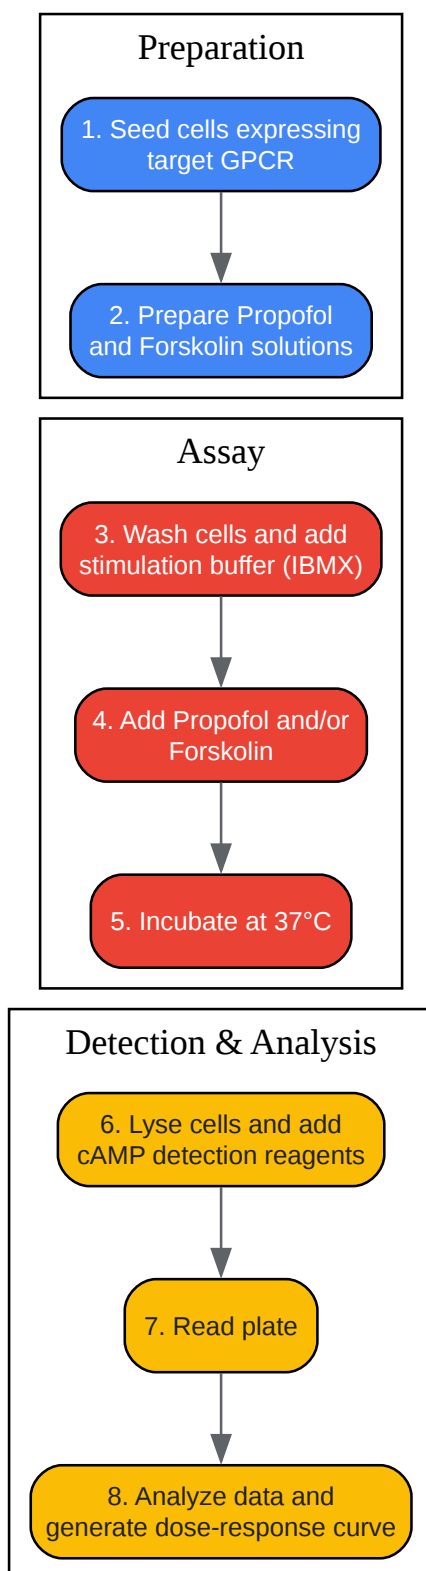 Preparation
1. Seed cells expressing
target GPCR
2. Prepare Propofol
and Forskolin solutions
Assay
3. Wash cells and add
stimulation buffer (IBMX)
4. Add Propofol and/or
Forskolin
5. Incubate at 37°C
Detection & Analysis
6. Lyse cells and add
cAMP detection reagents
7. Read plate
8. Analyze data and
generate dose-response curve